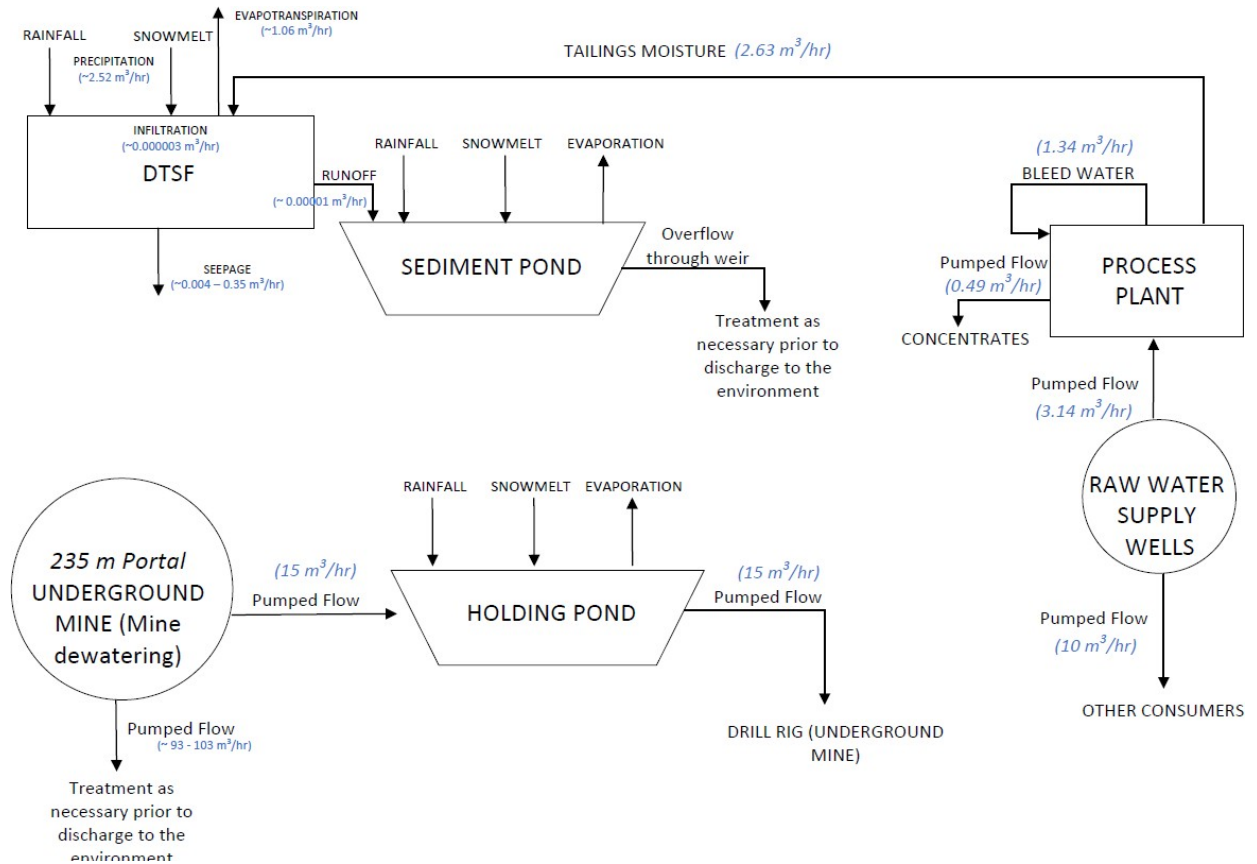 EVAPOTRANSPIRATION
(~1.06 m³/hr)
RAINFALL
SNOWMELT
PRECIPITATION
(~2.52 m³/hr)
TAILINGS MOISTURE (2.63 m³/hr)
INFILTRATION
(~0.000003 m³/hr)
DTSF
RUNOFF
(~ 0.00001 m³/hr)
SEEPAGE
(~0.004 – 0.35 m³/hr)
RAINFALL
SNOWMELT
EVAPORATION
SEDIMENT POND
Overflow
through weir
Treatment as
necessary prior to
discharge to the
environment
(1.34 m³/hr)
BLEED WATER
PROCESS
PLANT
Pumped Flow
(0.49 m³/hr)
CONCENTRATES
Pumped Flow
(3.14 m³/hr)
RAW WATER
SUPPLY
WELLS
Pumped Flow
(10 m³/hr)
OTHER CONSUMERS
235 m Portal
UNDERGROUND
MINE (Mine
dewatering)
(15 m³/hr)
Pumped Flow
RAINFALL
SNOWMELT
EVAPORATION
HOLDING POND
(15 m³/hr)
Pumped Flow
DRILL RIG (UNDERGROUND
MINE)
Pumped Flow
(~ 93 - 103 m³/hr)
Treatment as
necessary prior to
discharge to the
environment